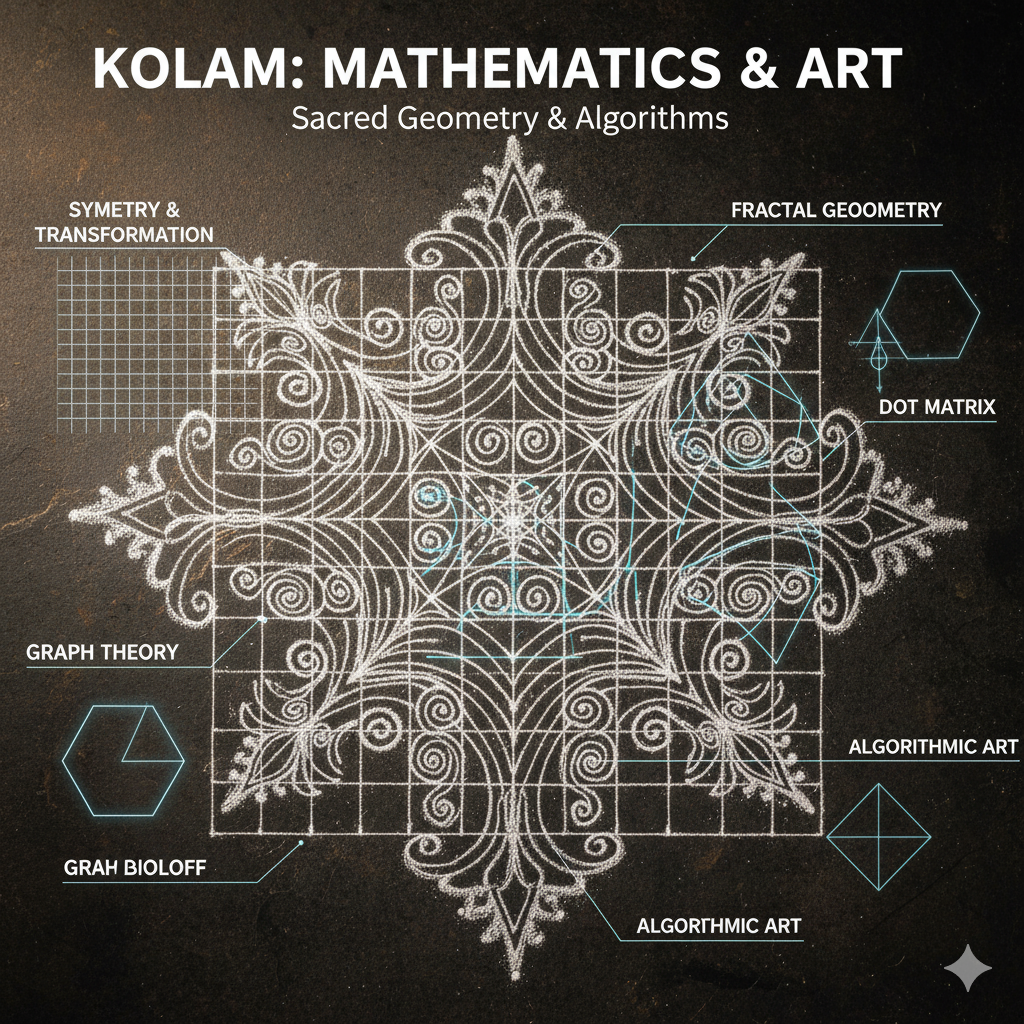 KOLAM: MATHEMATICS & ART
Sacred Geometry & Algorithms
SYMETRY &
TRANSFORMATION
FRACTAL GEOOMETRY
DOT MATRIX
GRAPH THEORY
ALGORITHMIC ART
GRAH BIOLOFF
ALGORTHMIC ART